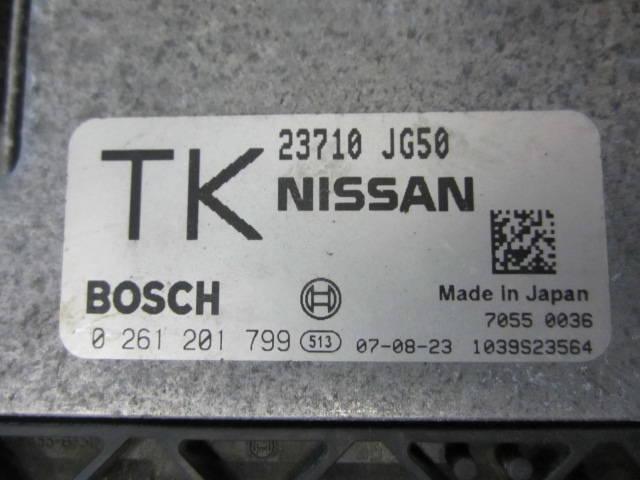 TK
23710 JG50
NISSAN
BOSCH
Made in Japan
7055 0036
0 261 201 799 513 07-08-23 1039S23564